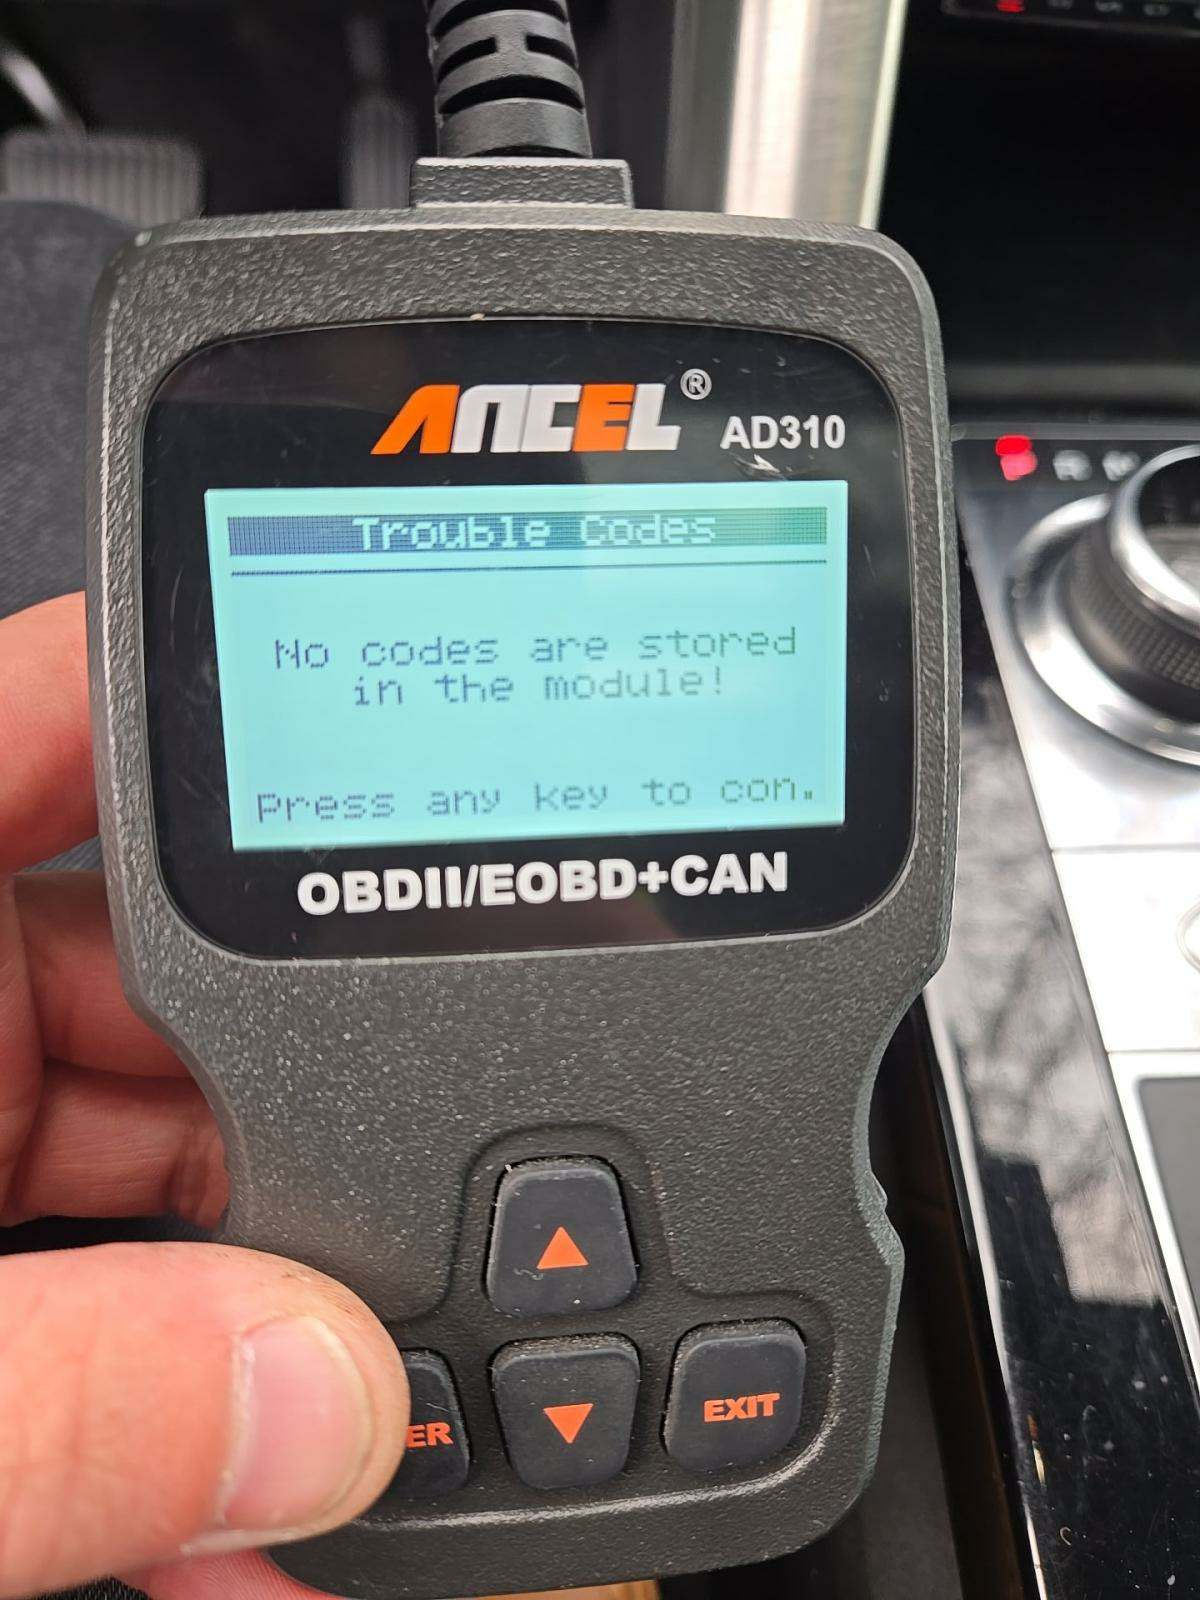 ANCEL®
AD310
Trouble Codes
No codes are stored
in the module!
Press any key to con.
OBDII/EOBD+CAN
ER
EXIT
R